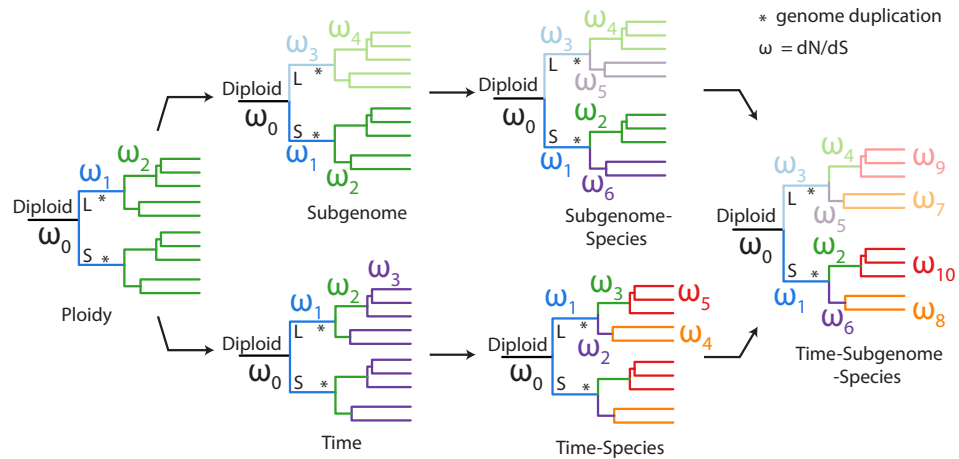 * genome duplication
ω = dN/dS
ω₃
ω₄
L
*
Diploid
ω₀
S
*
ω₁
ω₂
Subgenome
ω₃
ω₄
L
*
ω₅
Diploid
ω₀
S
*
ω₂
ω₁
ω₆
Subgenome-
Species
ω₂
ω₁
L
*
Diploid
ω₀
S
*
Ploidy
ω₃
ω₂
ω₁
L
*
Diploid
ω₀
S
*
Time
ω₁
ω₃
ω₅
L
*
ω₂
ω₄
Diploid
ω₀
S
*
Time-Species
ω₃
ω₄
ω₉
L
*
ω₅
ω₇
Diploid
ω₀
S
*
ω₂
ω₁₀
ω₁
ω₆
ω₈
Time-Subgenome
-Species